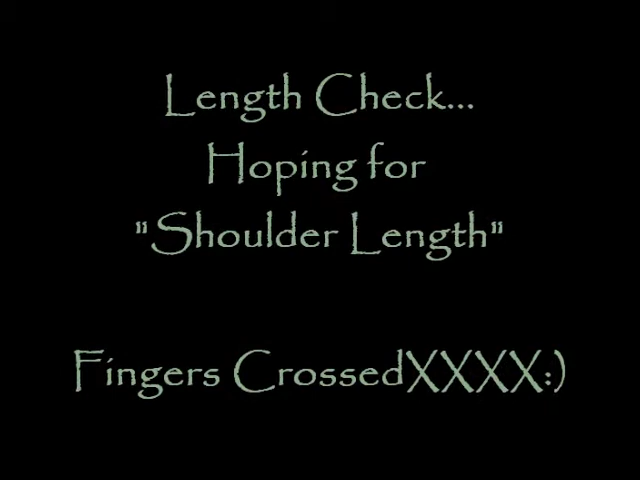 Length Check...
Hoping for
"Shoulder Length"
Fingers CrossedXXXX:)